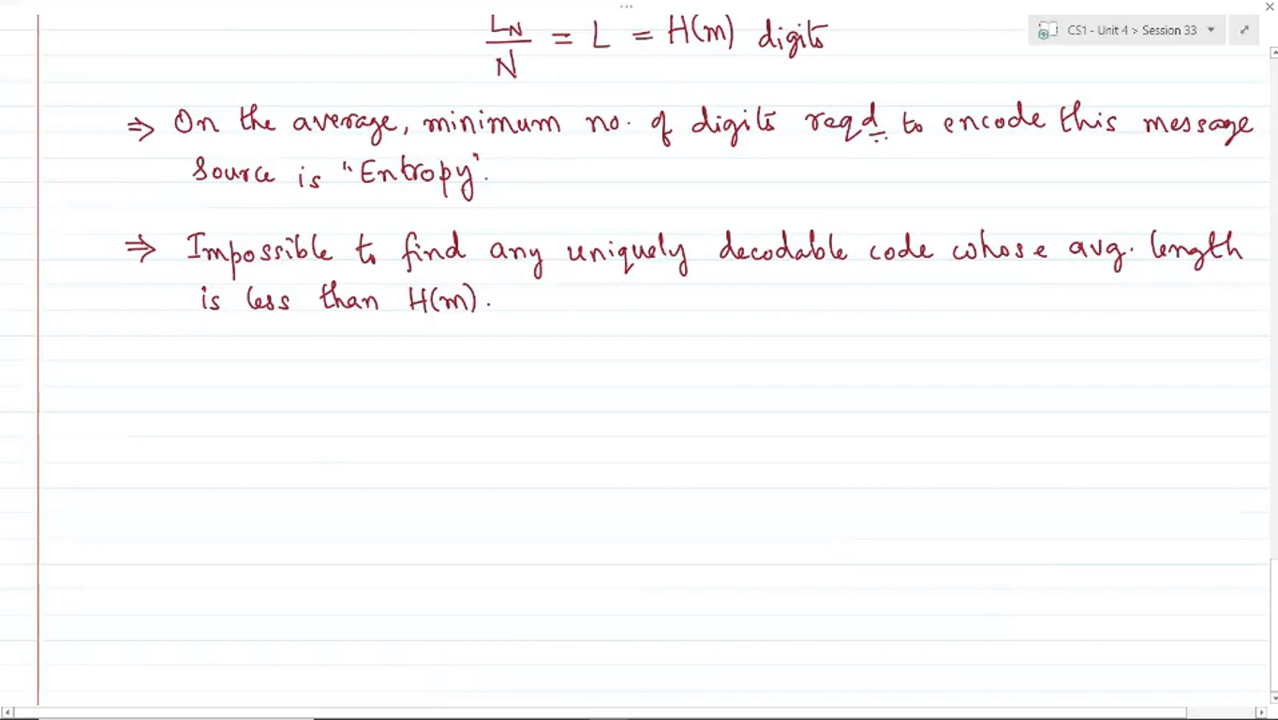 CS1 - Unit 4 > Session 33
LN/N = L = H(m) digits
⇒ On the average, minimum no. of digits reqd to encode this message
source is "Entropy".
⇒ Impossible to find any uniquely decodable code whose avg. length
is less than H(m).